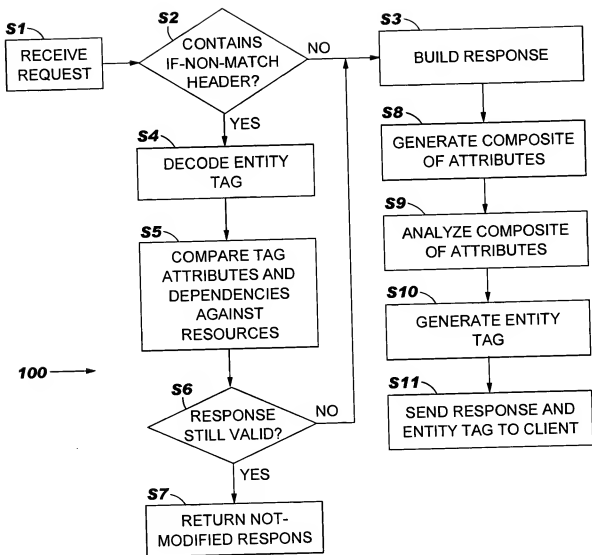 S1
RECEIVE
REQUEST
S2
CONTAINS
IF-NON-MATCH
HEADER?
NO
YES
S3
BUILD RESPONSE
S4
DECODE ENTITY
TAG
S5
COMPARE TAG
ATTRIBUTES AND
DEPENDENCIES
AGAINST
RESOURCES
100
S6
RESPONSE
STILL VALID?
NO
YES
S7
RETURN NOT-
MODIFIED RESPONS
S8
GENERATE COMPOSITE
OF ATTRIBUTES
S9
ANALYZE COMPOSITE
OF ATTRIBUTES
S10
GENERATE ENTITY
TAG
S11
SEND RESPONSE AND
ENTITY TAG TO CLIENT